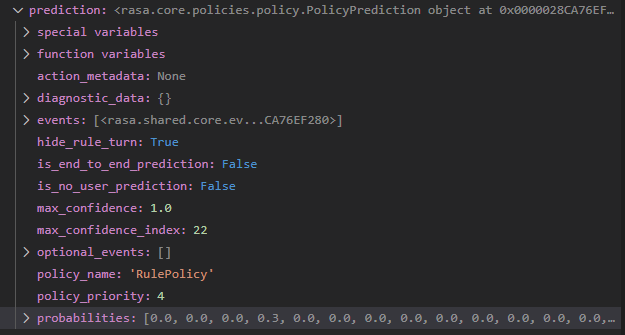 prediction: <rasa.core.policies.policy.PolicyPrediction object at 0x0000028CA76EF…
special variables
function variables
action_metadata: None
diagnostic_data: {}
events: [<rasa.shared.core.ev...CA76EF280>]
hide_rule_turn: True
is_end_to_end_prediction: False
is_no_user_prediction: False
max_confidence: 1.0
max_confidence_index: 22
optional_events: []
policy_name: 'RulePolicy'
policy_priority: 4
probabilities: [0.0, 0.0, 0.0, 0.3, 0.0, 0.0, 0.0, 0.0, 0.0, 0.0, 0.0, 0.0, 0.0,…